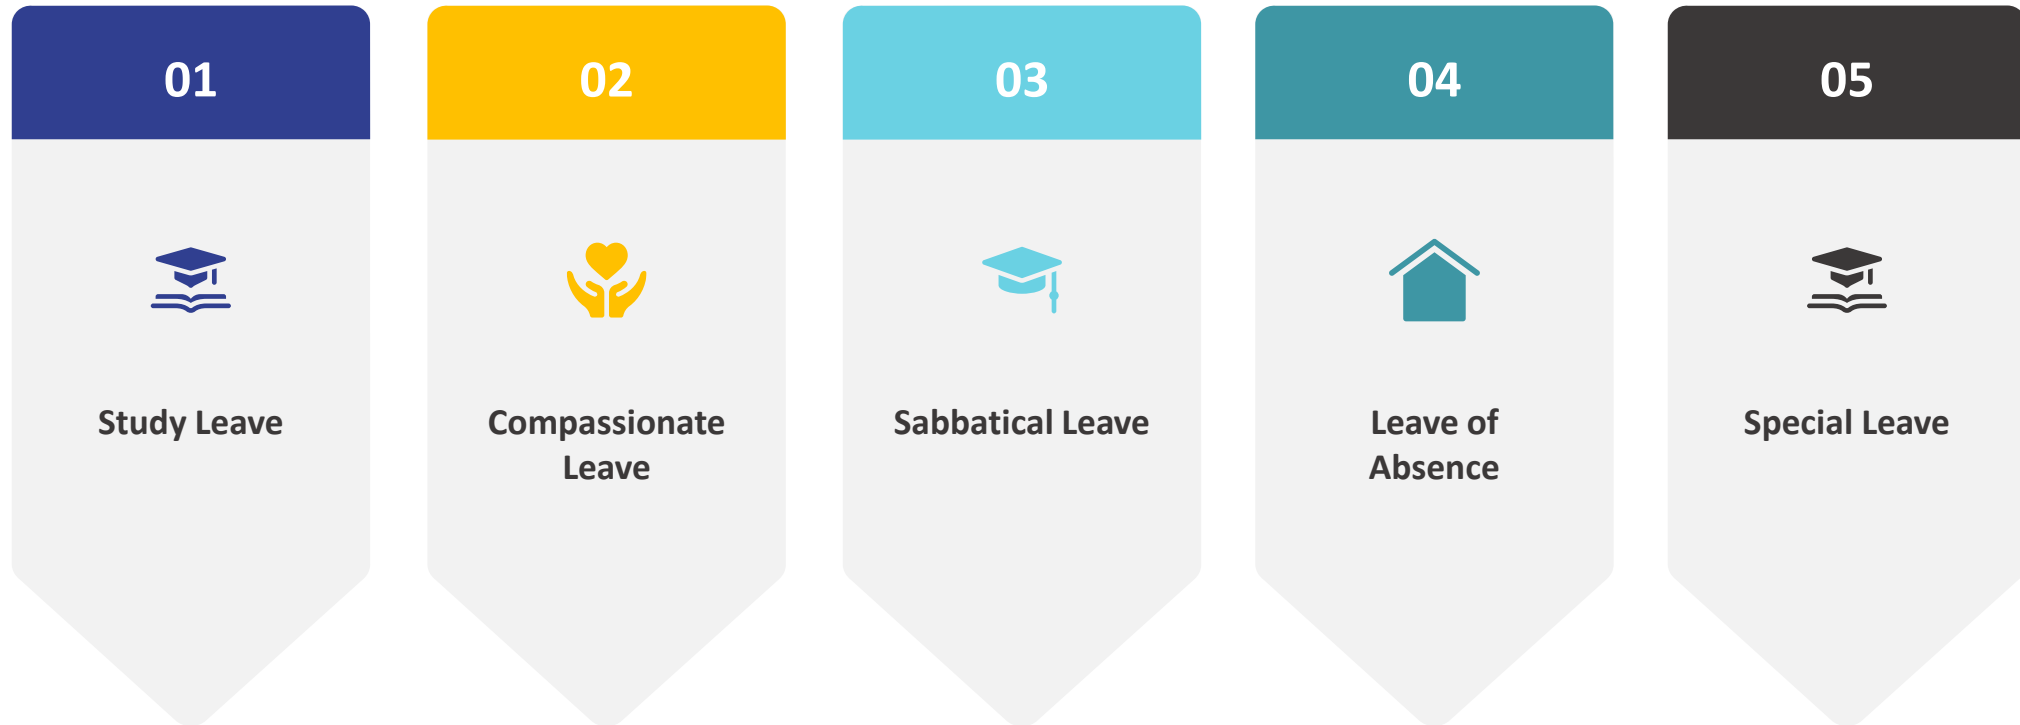 01
Study Leave
02
Compassionate
Leave
03
Sabbatical Leave
04
Leave of
Absence
05
Special Leave